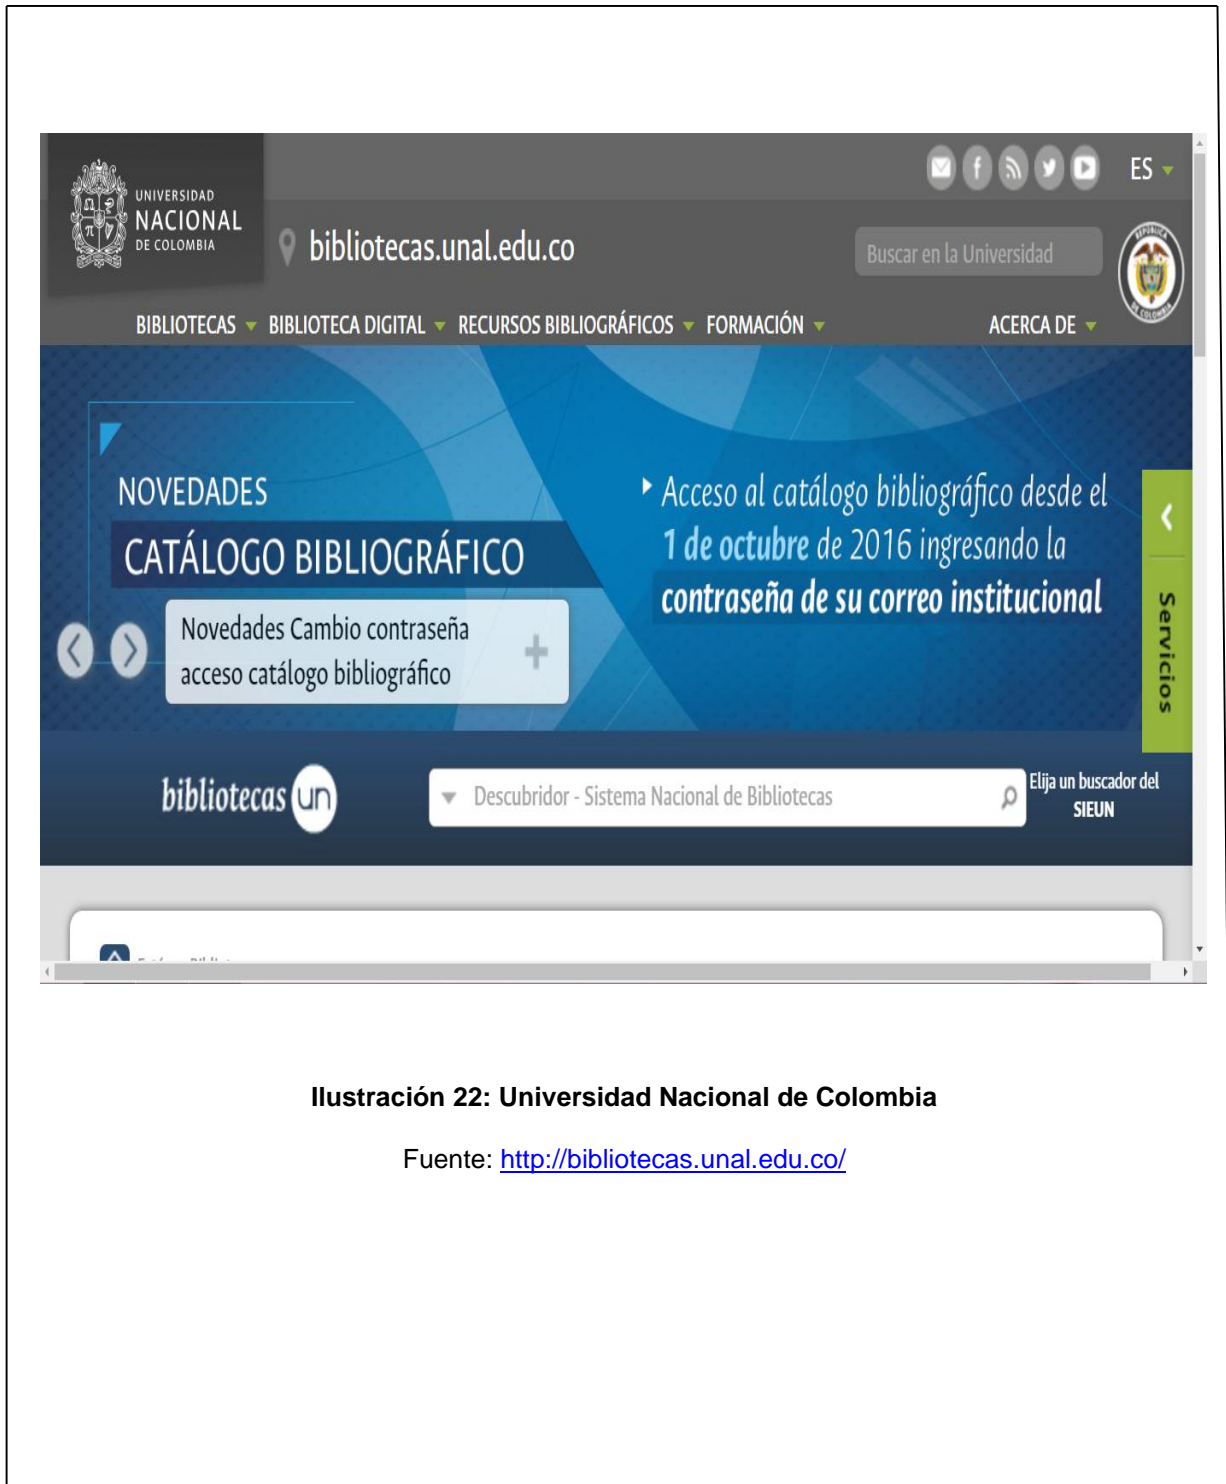 UNIVERSIDAD
NACIONAL
DE COLOMBIA
ES
bibliotecas.unal.edu.co
Buscar en la Universidad
REPÚBLICA
DE COLOMBIA
BIBLIOTECAS BIBLIOTECA DIGITAL RECURSOS BIBLIOGRÁFICOS FORMACIÓN ACERCA DE
NOVEDADES
CATÁLOGO BIBLIOGRÁFICO
Novedades Cambio contraseña
acceso catálogo bibliográfico
Acceso al catálogo bibliográfico desde el
1 de octubre de 2016 ingresando la
contraseña de su correo institucional
Servicios
bibliotecas un
Descubridor - Sistema Nacional de Bibliotecas
Elija un buscador del
SIEUN
Ilustración 22: Universidad Nacional de Colombia
Fuente: http://bibliotecas.unal.edu.co/